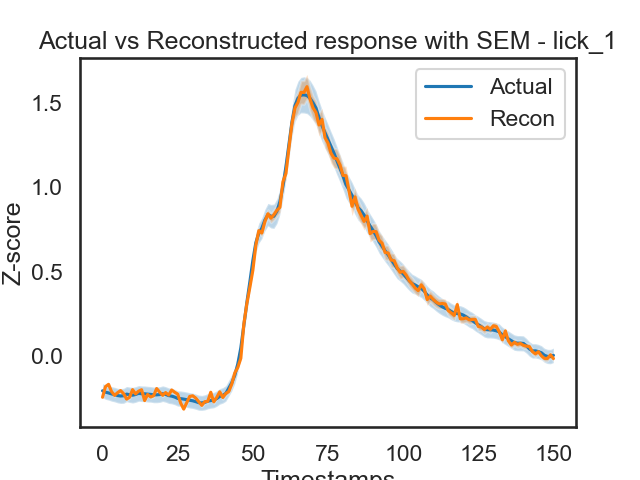 Actual vs Reconstructed response with SEM - lick_1
Actual
Recon
Z-score
1.5
1.0
0.5
0.0
0 25 50 75 100 125 150
Timestamps